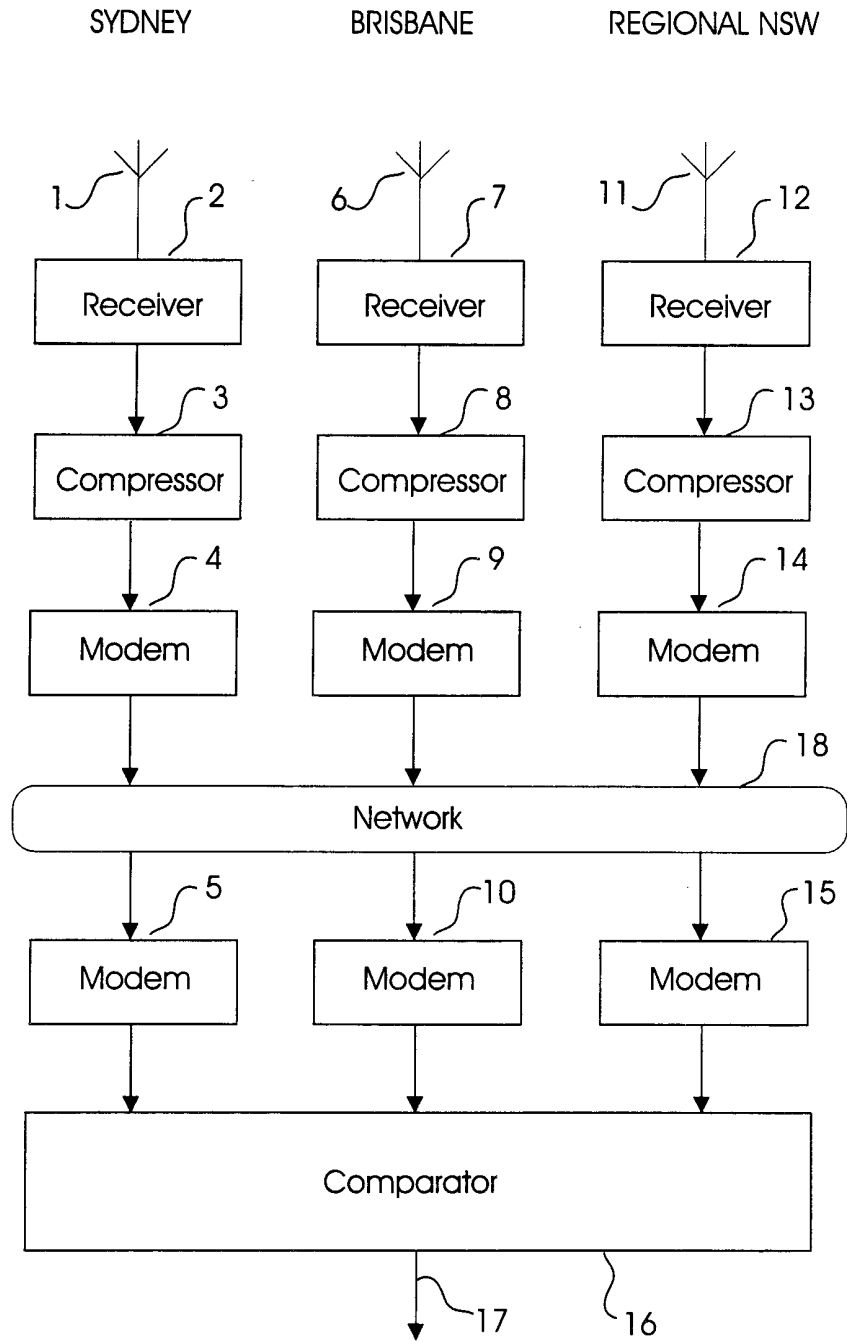 SYDNEY BRISBANE REGIONAL NSW
1 2 6 7 11 12
Receiver Receiver Receiver
3 8 13
Compressor Compressor Compressor
4 9 14
Modem Modem Modem
18
Network
5 10 15
Modem Modem Modem
Comparator
17 16